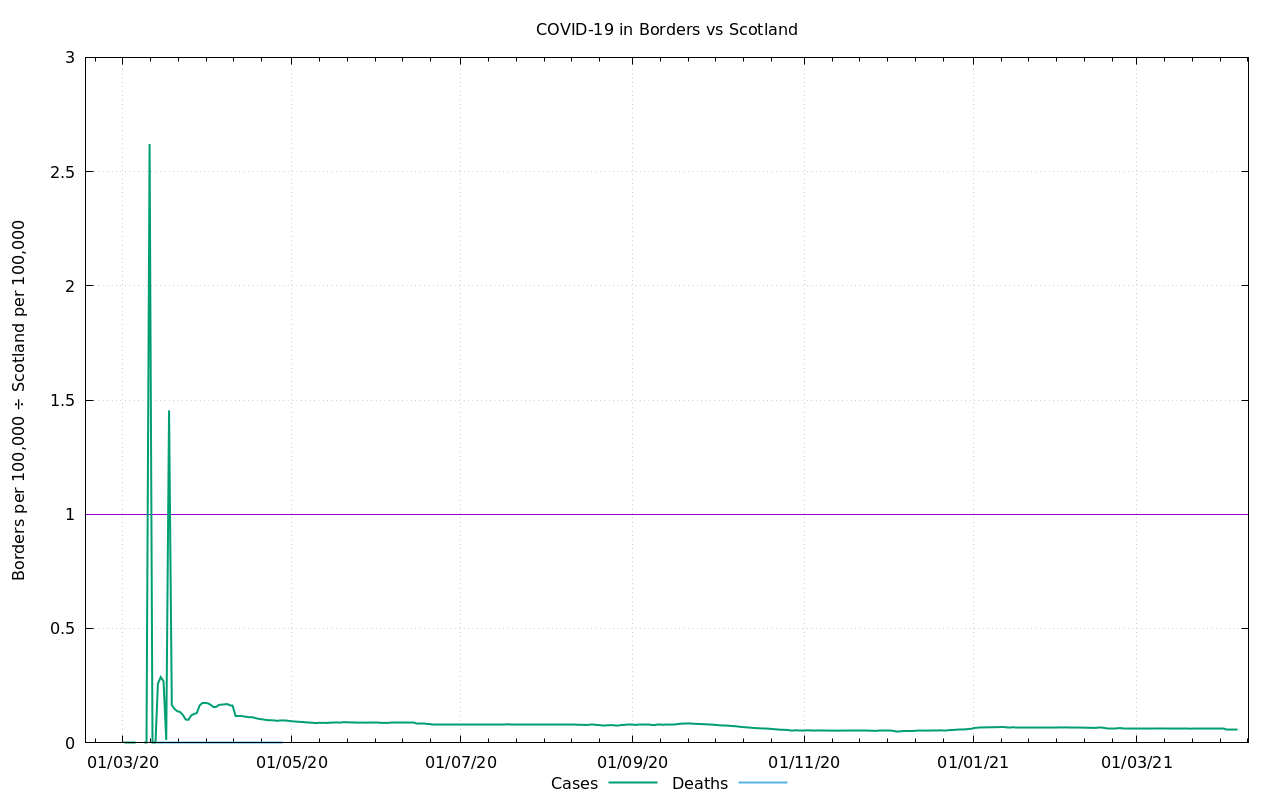 COVID-19 in Borders vs Scotland
Borders per 100,000 ÷ Scotland per 100,000
3
2.5
2
1.5
1
0.5
0
01/03/20 01/05/20 01/07/20 01/09/20 01/11/20 01/01/21 01/03/21
Cases Deaths